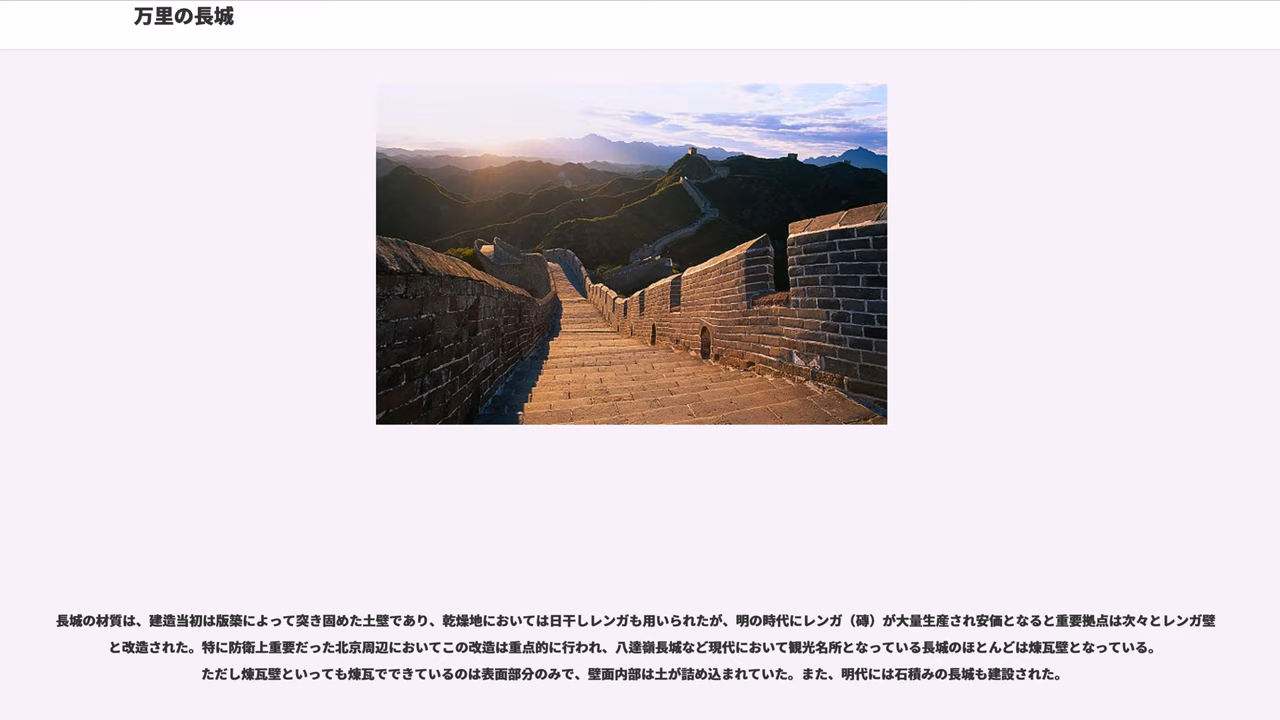 万里の長城
長城の材質は、建造当初は版築によって突き固めた土壁であり、乾燥地においては日干しレンガも用いられたが、明の時代にレンガ（磚）が大量生産され安価となると重要拠点は次々とレンガ壁
と改造された。特に防衛上重要だった北京周辺においてこの改造は重点的に行われ、八達嶺長城など現代において観光名所となっている長城のほとんどは煉瓦壁となっている。
ただし煉瓦壁といっても煉瓦でできているのは表面部分のみで、壁面内部は土が詰め込まれていた。また、明代には石積みの長城も建設された。